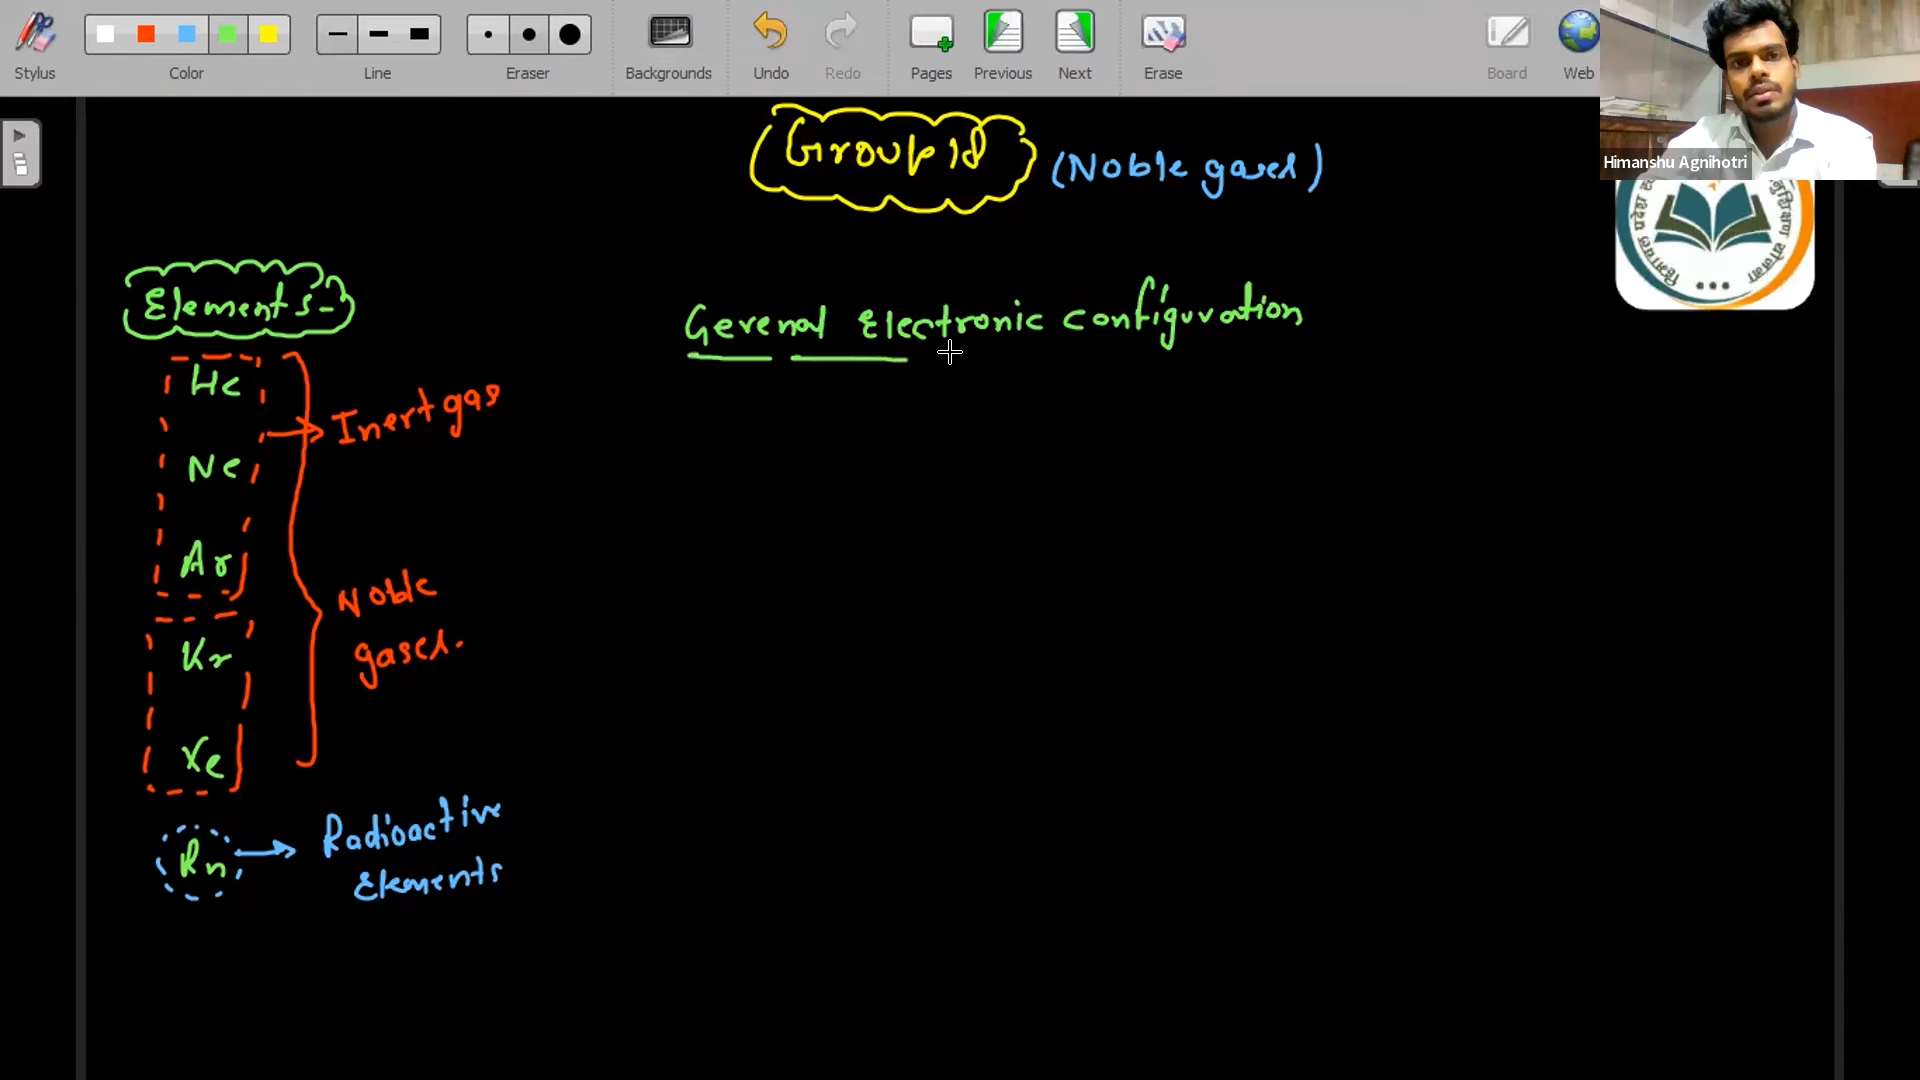 Stylus
Color
Line
Eraser
Backgrounds
Undo
Redo
Pages
Previous
Next
Erase
Board
Web
Himanshu Agnihotri
Group 18 (Noble gases)
Elements-
General Electronic configuration
He
Inert gas
Ne
Ar
Noble
gases.
Kr
Xe
Rn
Radioactive
Elements